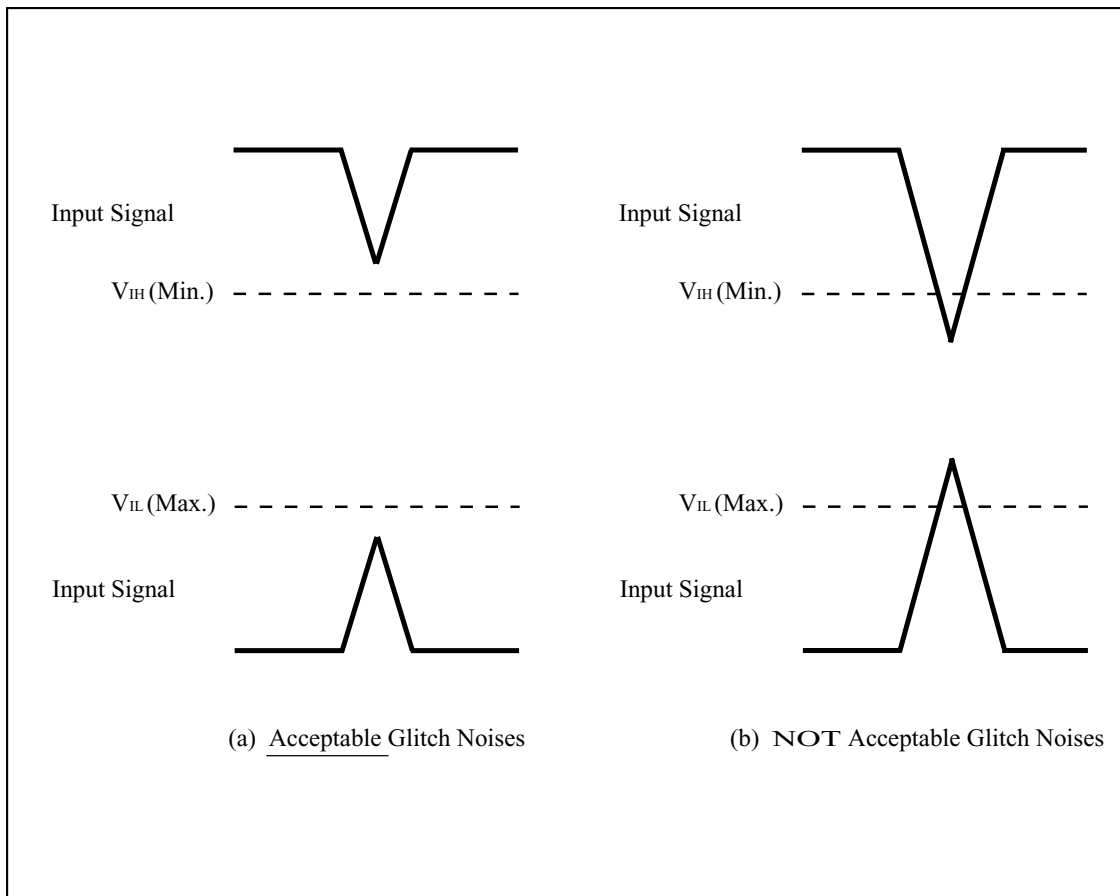 Input Signal
VIH (Min.)
VIL (Max.)
Input Signal
(a) Acceptable Glitch Noises
Input Signal
VIH (Min.)
VIL (Max.)
Input Signal
(b) NOT Acceptable Glitch Noises